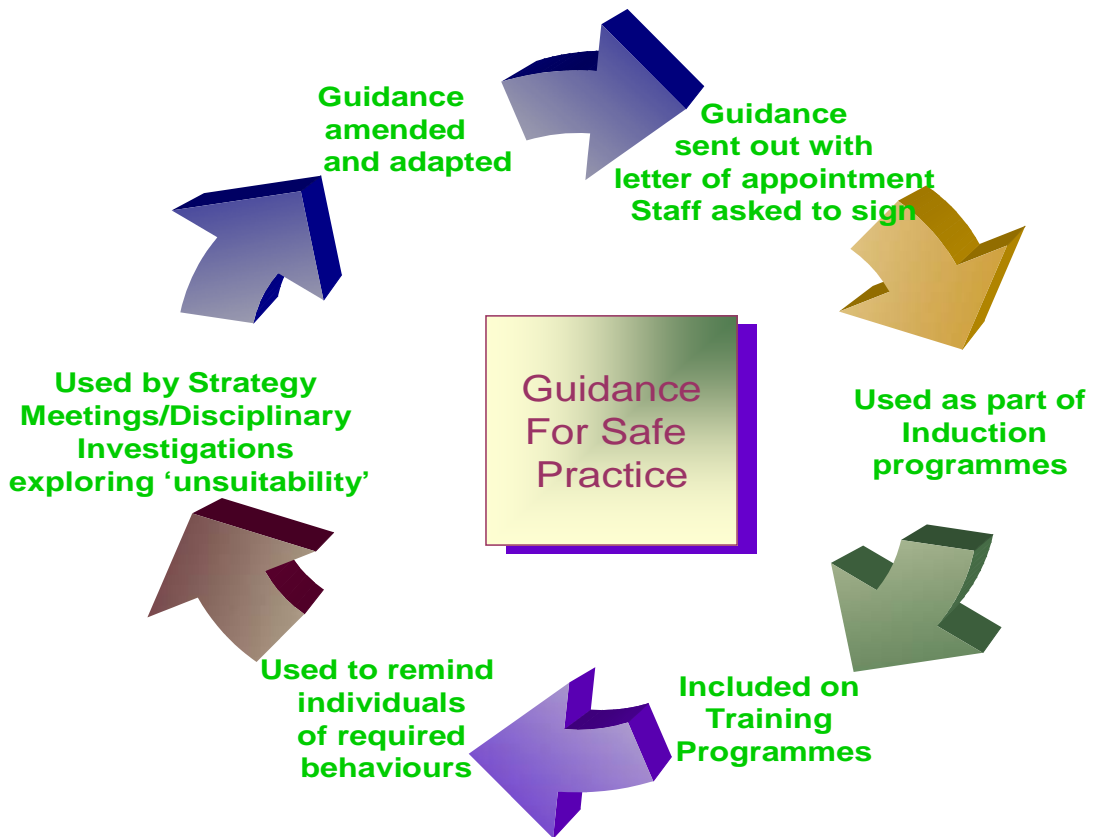 Guidance
amended
and adapted
Guidance
sent out with
letter of appointment
Staff asked to sign
Used as part of
Induction
programmes
Included on
Training
Programmes
Used to remind
individuals
of required
behaviours
Used by Strategy
Meetings/Disciplinary
Investigations
exploring ‘unsuitability’
Guidance
For Safe
Practice